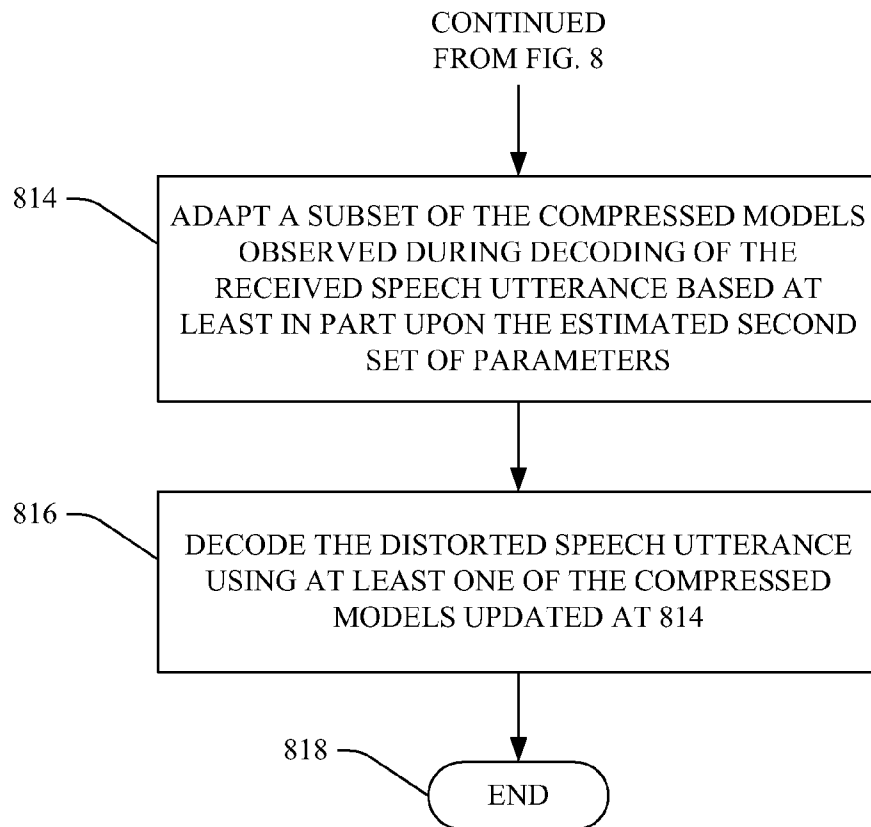 CONTINUED
FROM FIG. 8
814
ADAPT A SUBSET OF THE COMPRESSED MODELS
OBSERVED DURING DECODING OF THE
RECEIVED SPEECH UTTERANCE BASED AT
LEAST IN PART UPON THE ESTIMATED SECOND
SET OF PARAMETERS
816
DECODE THE DISTORTED SPEECH UTTERANCE
USING AT LEAST ONE OF THE COMPRESSED
MODELS UPDATED AT 814
818
END